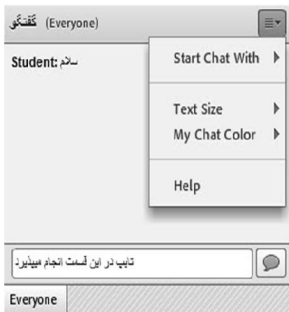 گفتگو (Everyone)
Start Chat With
Student: سلام
Text Size
My Chat Color
Help
تایپ در این قسمت انجام میپذیرد
Everyone